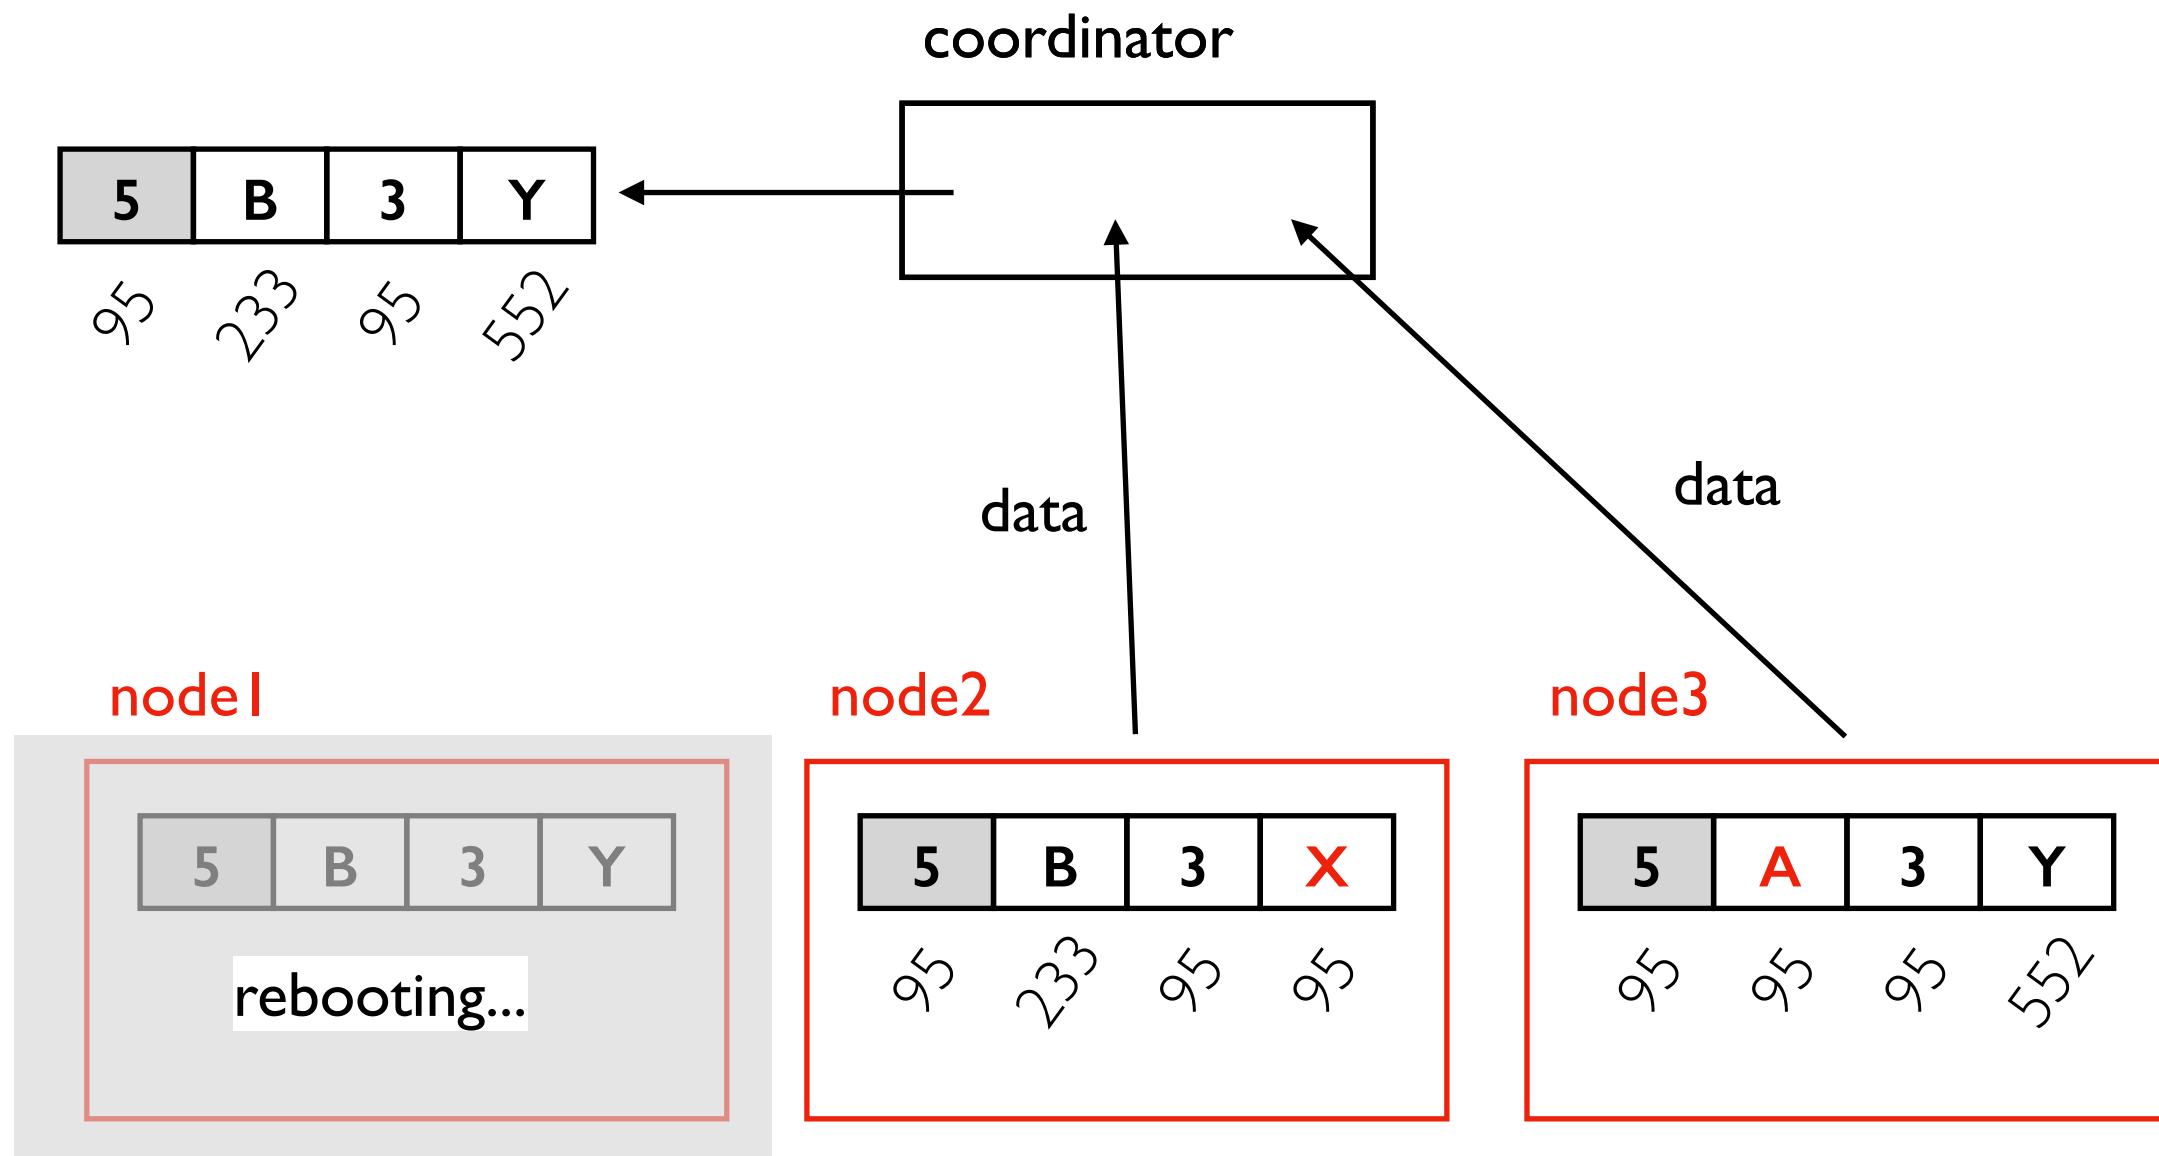 coordinator
5 B 3 Y
95 233 95 552
data
data
node1
node2
node3
5 B 3 Y
5 B 3 X
5 A 3 Y
rebooting...
95 233 95 95
95 95 95 552